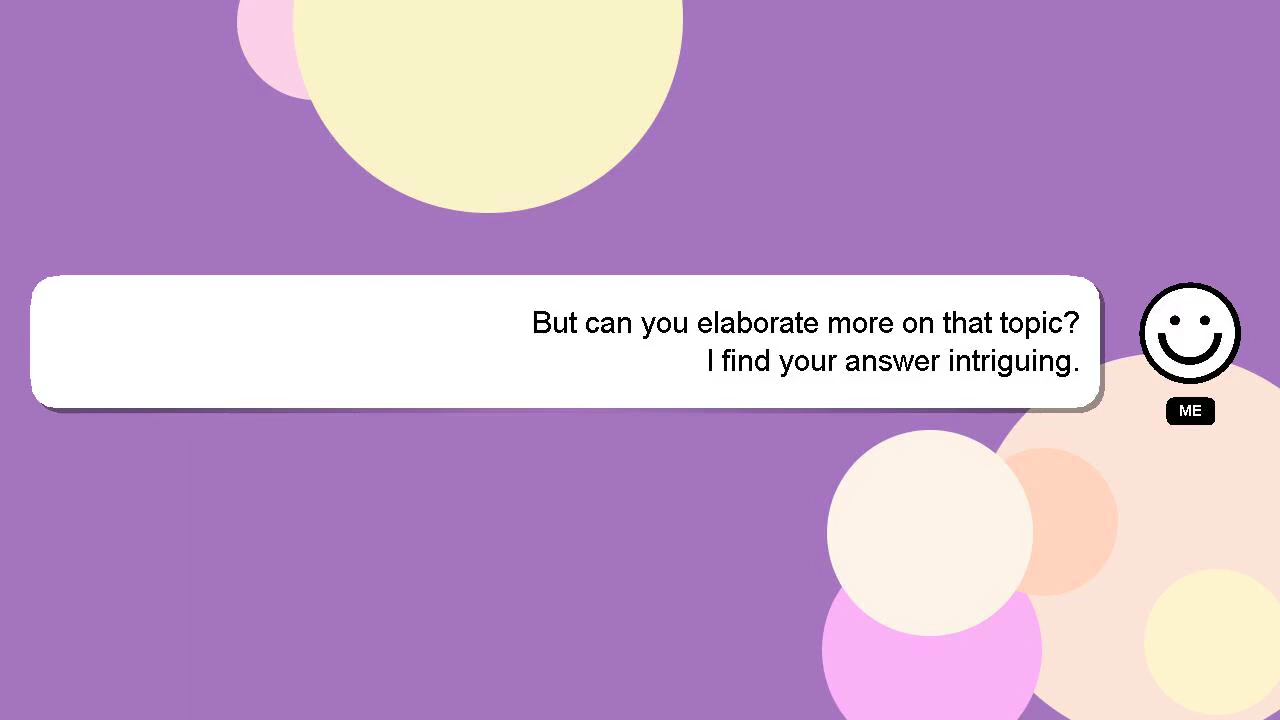 But can you elaborate more on that topic?
I find your answer intriguing.
ME